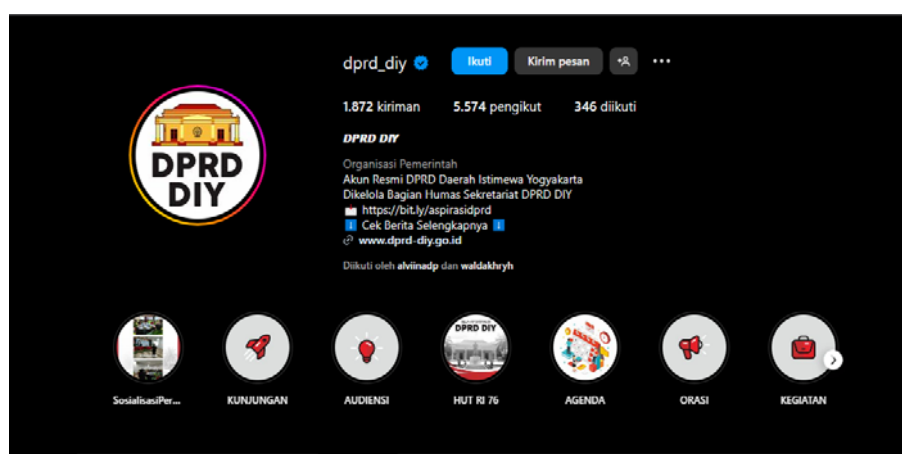 dprd_diy
Ikuti
Kirim pesan
1.872 kiriman
5.574 pengikut
346 diikuti
DPRD DIY
DPRD
DIY
Organisasi Pemerintah
Akun Resmi DPRD Daerah Istimewa Yogyakarta
Dikelola Bagian Humas Sekretariat DPRD DIY
https://bit.ly/aspirasidprd
Cek Berita Selengkapnya
www.dprd-diy.go.id
Diikuti oleh alviinadp dan waldakhryh
DPRD DIY
SosialisasiPer...
KUNJUNGAN
AUDIENSI
HUT RI 76
AGENDA
ORASI
KEGIATAN